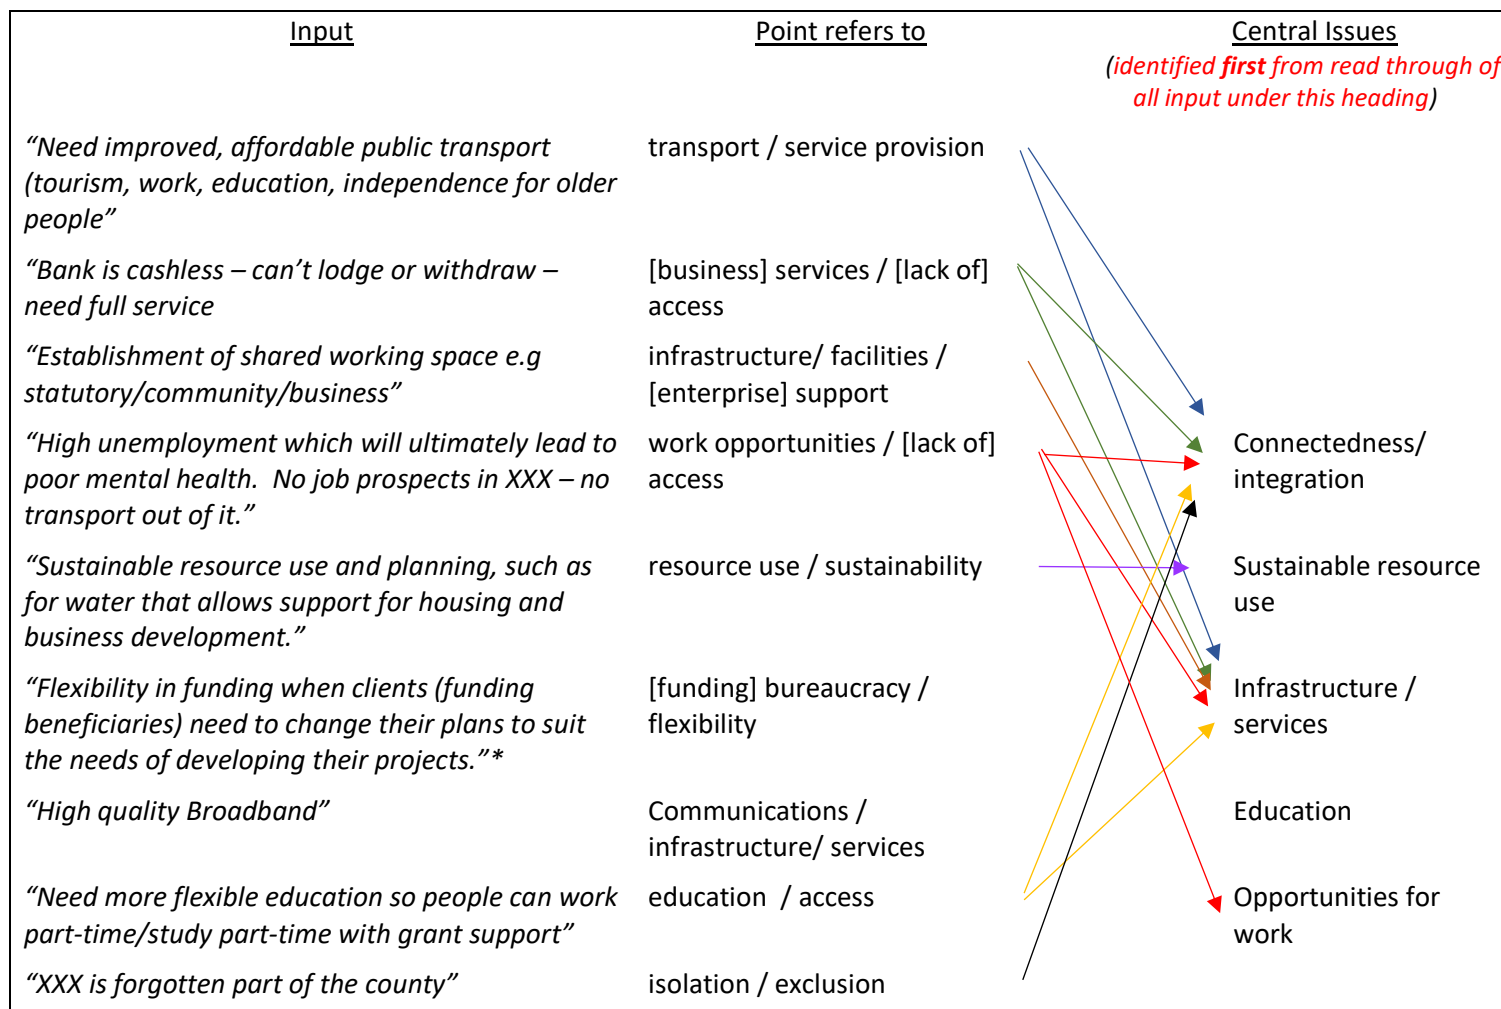 Input
Point refers to
Central Issues
(identified first from read through of
all input under this heading)
“Need improved, affordable public transport
(tourism, work, education, independence for older
people”
transport / service provision
“Bank is cashless – can’t lodge or withdraw –
need full service
[business] services / [lack of]
access
“Establishment of shared working space e.g
statutory/community/business”
infrastructure/ facilities /
[enterprise] support
“High unemployment which will ultimately lead to
poor mental health.  No job prospects in XXX – no
transport out of it.”
work opportunities / [lack of]
access
Connectedness/
integration
“Sustainable resource use and planning, such as
for water that allows support for housing and
business development.”
resource use / sustainability
Sustainable resource
use
“Flexibility in funding when clients (funding
beneficiaries) need to change their plans to suit
the needs of developing their projects.”*
[funding] bureaucracy /
flexibility
Infrastructure /
services
“High quality Broadband”
Communications /
infrastructure/ services
Education
“Need more flexible education so people can work
part-time/study part-time with grant support”
education  / access
Opportunities for
work
“XXX is forgotten part of the county”
isolation / exclusion